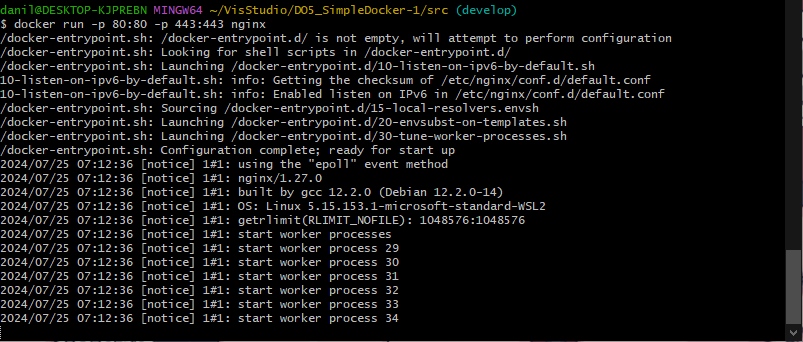 danil@DESKTOP-KJPREBN MINGW64 ~/VisStudio/DO5_SimpleDocker-1/src (develop)
$ docker run -p 80:80 -p 443:443 nginx
/docker-entrypoint.sh: /docker-entrypoint.d/ is not empty, will attempt to perform configuration
/docker-entrypoint.sh: Looking for shell scripts in /docker-entrypoint.d/
/docker-entrypoint.sh: Launching /docker-entrypoint.d/10-listen-on-ipv6-by-default.sh
10-listen-on-ipv6-by-default.sh: info: Getting the checksum of /etc/nginx/conf.d/default.conf
10-listen-on-ipv6-by-default.sh: info: Enabled listen on IPv6 in /etc/nginx/conf.d/default.conf
/docker-entrypoint.sh: Sourcing /docker-entrypoint.d/15-local-resolvers.envsh
/docker-entrypoint.sh: Launching /docker-entrypoint.d/20-envsubst-on-templates.sh
/docker-entrypoint.sh: Launching /docker-entrypoint.d/30-tune-worker-processes.sh
/docker-entrypoint.sh: Configuration complete; ready for start up
2024/07/25 07:12:36 [notice] 1#1: using the "epoll" event method
2024/07/25 07:12:36 [notice] 1#1: nginx/1.27.0
2024/07/25 07:12:36 [notice] 1#1: built by gcc 12.2.0 (Debian 12.2.0-14)
2024/07/25 07:12:36 [notice] 1#1: OS: Linux 5.15.153.1-microsoft-standard-WSL2
2024/07/25 07:12:36 [notice] 1#1: getrlimit(RLIMIT_NOFILE): 1048576:1048576
2024/07/25 07:12:36 [notice] 1#1: start worker processes
2024/07/25 07:12:36 [notice] 1#1: start worker process 29
2024/07/25 07:12:36 [notice] 1#1: start worker process 30
2024/07/25 07:12:36 [notice] 1#1: start worker process 31
2024/07/25 07:12:36 [notice] 1#1: start worker process 32
2024/07/25 07:12:36 [notice] 1#1: start worker process 33
2024/07/25 07:12:36 [notice] 1#1: start worker process 34